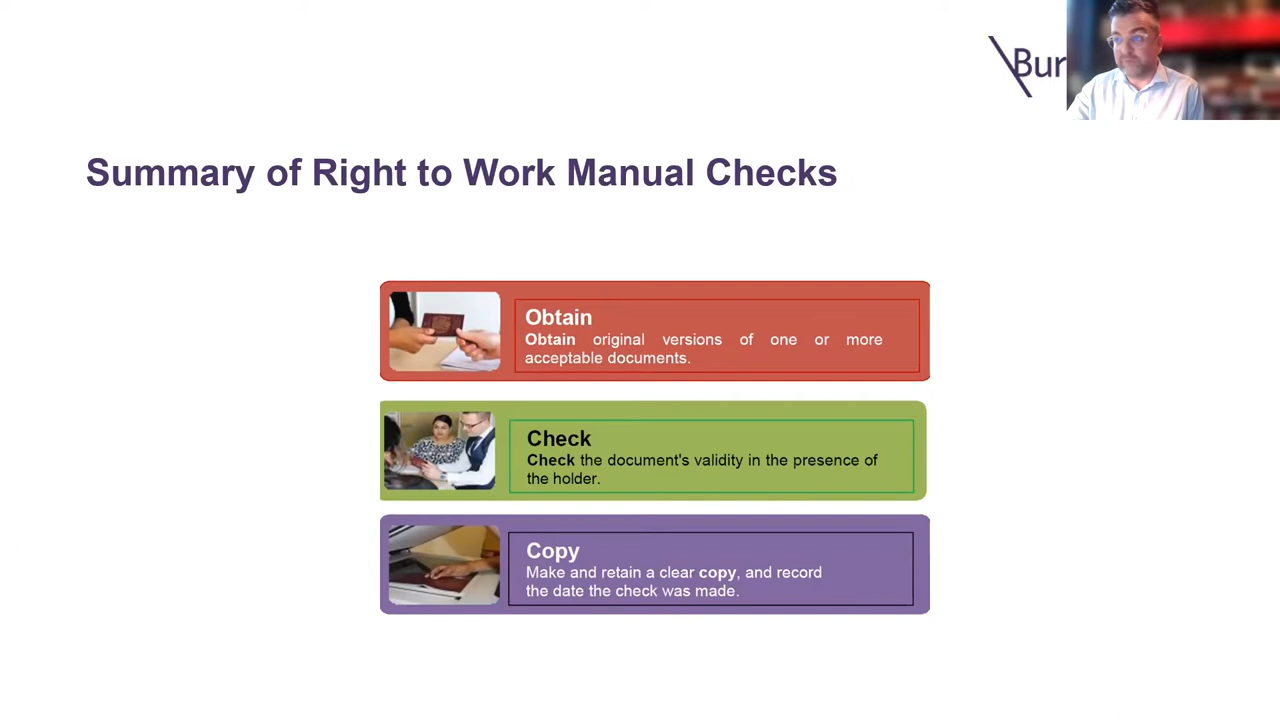 Bur
Summary of Right to Work Manual Checks
Obtain
Obtain original versions of one or more
acceptable documents.
Check
Check the document's validity in the presence of
the holder.
Copy
Make and retain a clear copy, and record
the date the check was made.